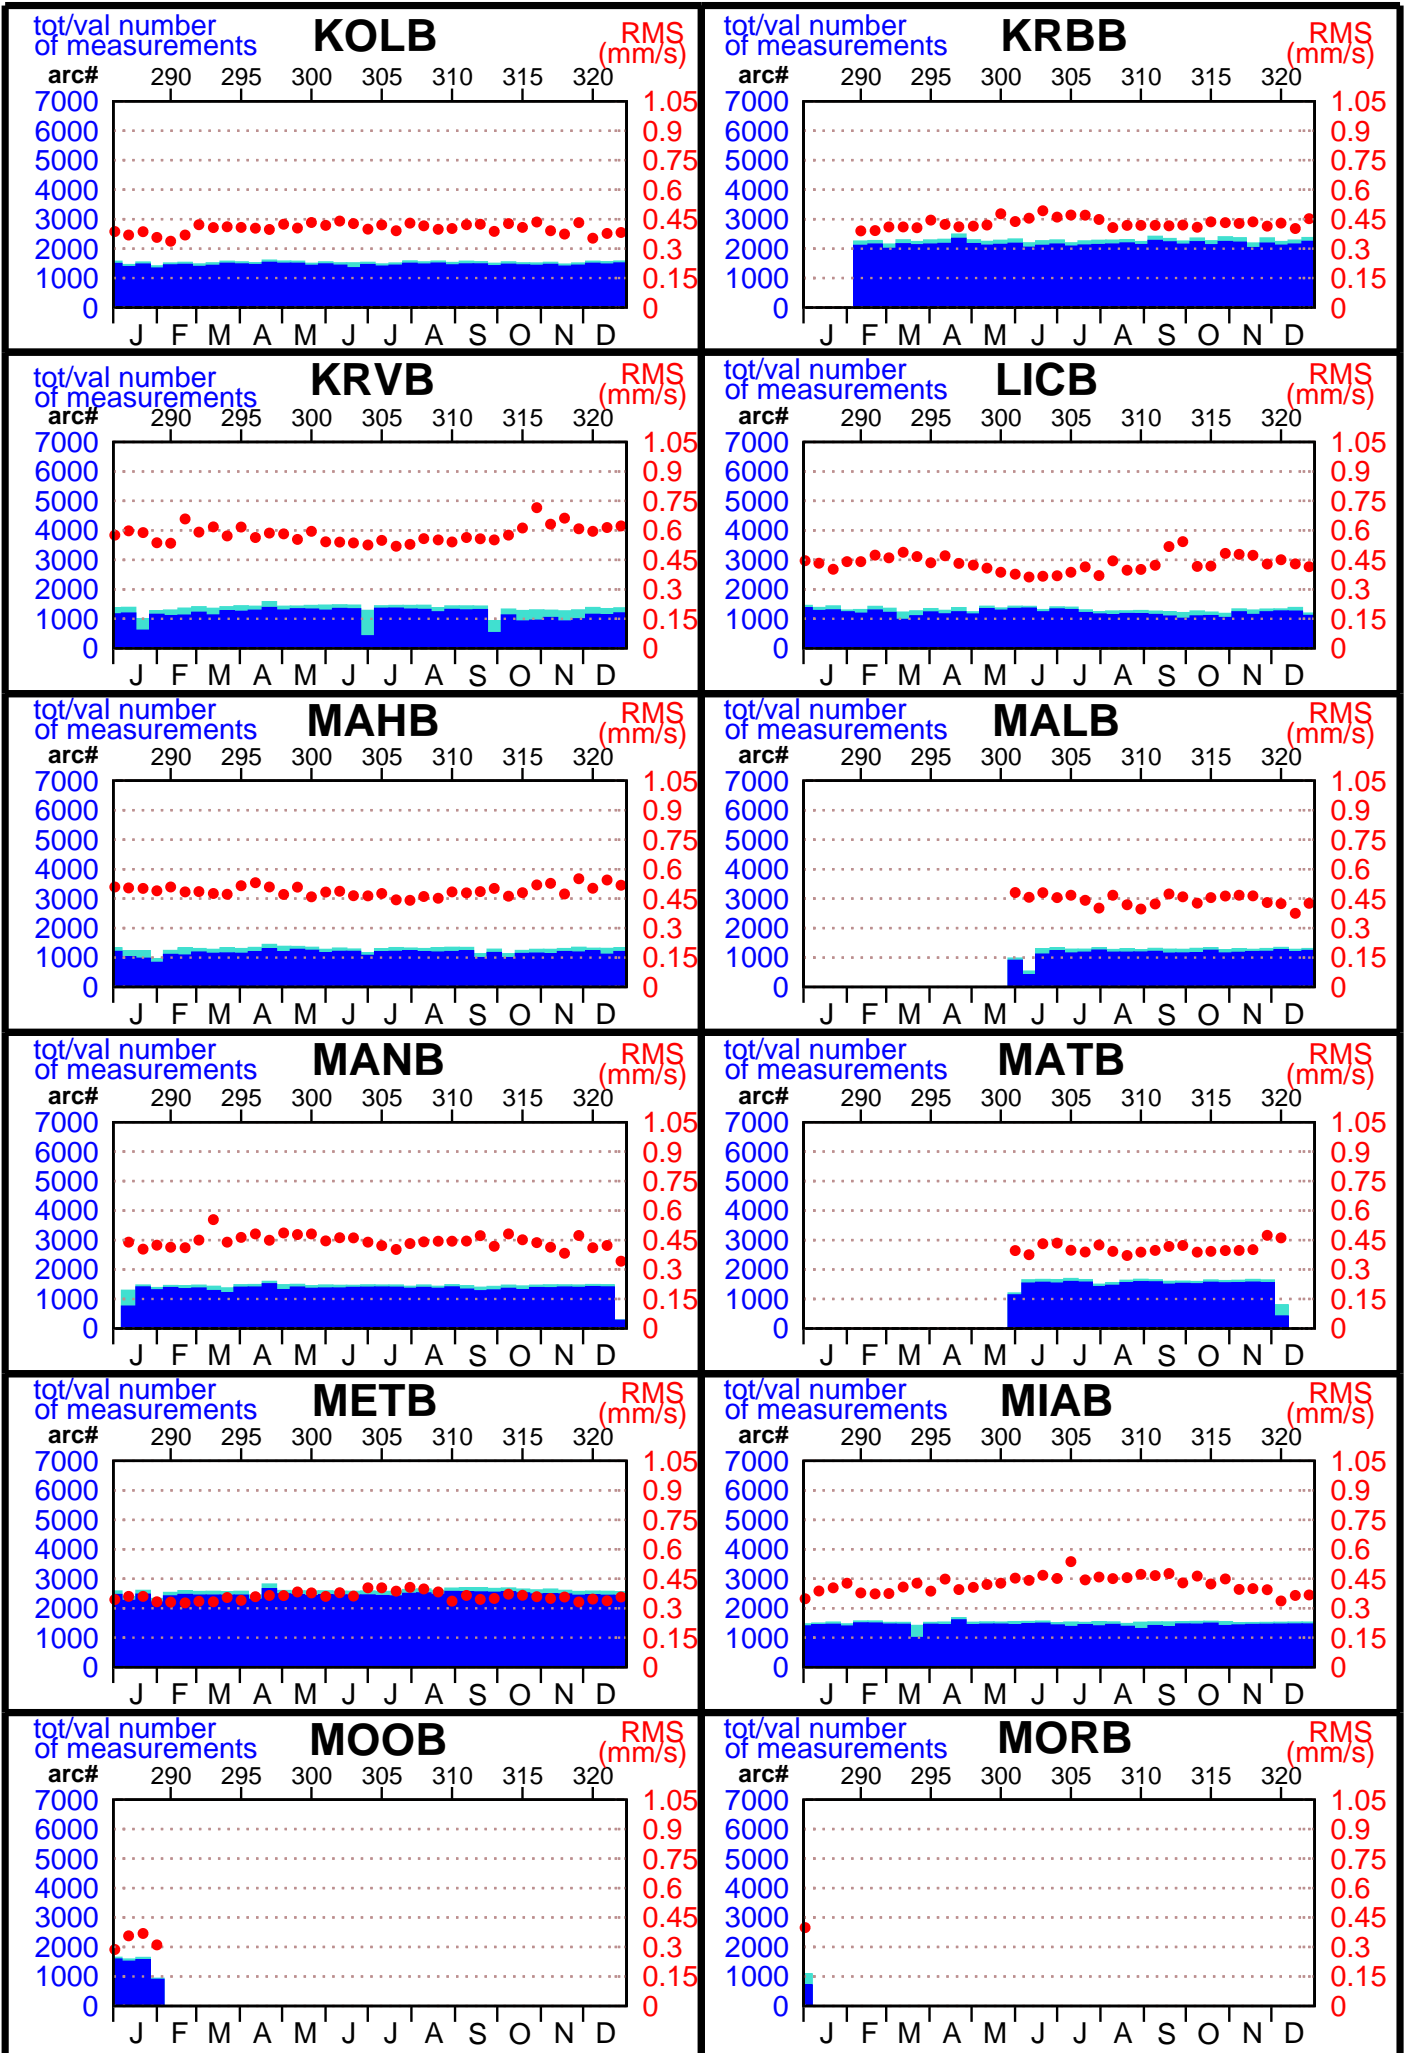 tot/val number
of measurements
KOLB
RMS
(mm/s)
arc# 290 295 300 305 310 315 320
7000 1.05
6000 0.9
5000 0.75
4000 0.6
3000 0.45
2000 0.3
1000 0.15
0 0
J F M A M J J A S O N D
tot/val number
of measurements
KRBB
RMS
(mm/s)
arc# 290 295 300 305 310 315 320
7000 1.05
6000 0.9
5000 0.75
4000 0.6
3000 0.45
2000 0.3
1000 0.15
0 0
J F M A M J J A S O N D
tot/val number
of measurements
KRVB
RMS
(mm/s)
arc# 290 295 300 305 310 315 320
7000 1.05
6000 0.9
5000 0.75
4000 0.6
3000 0.45
2000 0.3
1000 0.15
0 0
J F M A M J J A S O N D
tot/val number
of measurements
LICB
RMS
(mm/s)
arc# 290 295 300 305 310 315 320
7000 1.05
6000 0.9
5000 0.75
4000 0.6
3000 0.45
2000 0.3
1000 0.15
0 0
J F M A M J J A S O N D
tot/val number
of measurements
MAHB
RMS
(mm/s)
arc# 290 295 300 305 310 315 320
7000 1.05
6000 0.9
5000 0.75
4000 0.6
3000 0.45
2000 0.3
1000 0.15
0 0
J F M A M J J A S O N D
tot/val number
of measurements
MALB
RMS
(mm/s)
arc# 290 295 300 305 310 315 320
7000 1.05
6000 0.9
5000 0.75
4000 0.6
3000 0.45
2000 0.3
1000 0.15
0 0
J F M A M J J A S O N D
tot/val number
of measurements
MANB
RMS
(mm/s)
arc# 290 295 300 305 310 315 320
7000 1.05
6000 0.9
5000 0.75
4000 0.6
3000 0.45
2000 0.3
1000 0.15
0 0
J F M A M J J A S O N D
tot/val number
of measurements
MATB
RMS
(mm/s)
arc# 290 295 300 305 310 315 320
7000 1.05
6000 0.9
5000 0.75
4000 0.6
3000 0.45
2000 0.3
1000 0.15
0 0
J F M A M J J A S O N D
tot/val number
of measurements
METB
RMS
(mm/s)
arc# 290 295 300 305 310 315 320
7000 1.05
6000 0.9
5000 0.75
4000 0.6
3000 0.45
2000 0.3
1000 0.15
0 0
J F M A M J J A S O N D
tot/val number
of measurements
MIAB
RMS
(mm/s)
arc# 290 295 300 305 310 315 320
7000 1.05
6000 0.9
5000 0.75
4000 0.6
3000 0.45
2000 0.3
1000 0.15
0 0
J F M A M J J A S O N D
tot/val number
of measurements
MOOB
RMS
(mm/s)
arc# 290 295 300 305 310 315 320
7000 1.05
6000 0.9
5000 0.75
4000 0.6
3000 0.45
2000 0.3
1000 0.15
0 0
J F M A M J J A S O N D
tot/val number
of measurements
MORB
RMS
(mm/s)
arc# 290 295 300 305 310 315 320
7000 1.05
6000 0.9
5000 0.75
4000 0.6
3000 0.45
2000 0.3
1000 0.15
0 0
J F M A M J J A S O N D